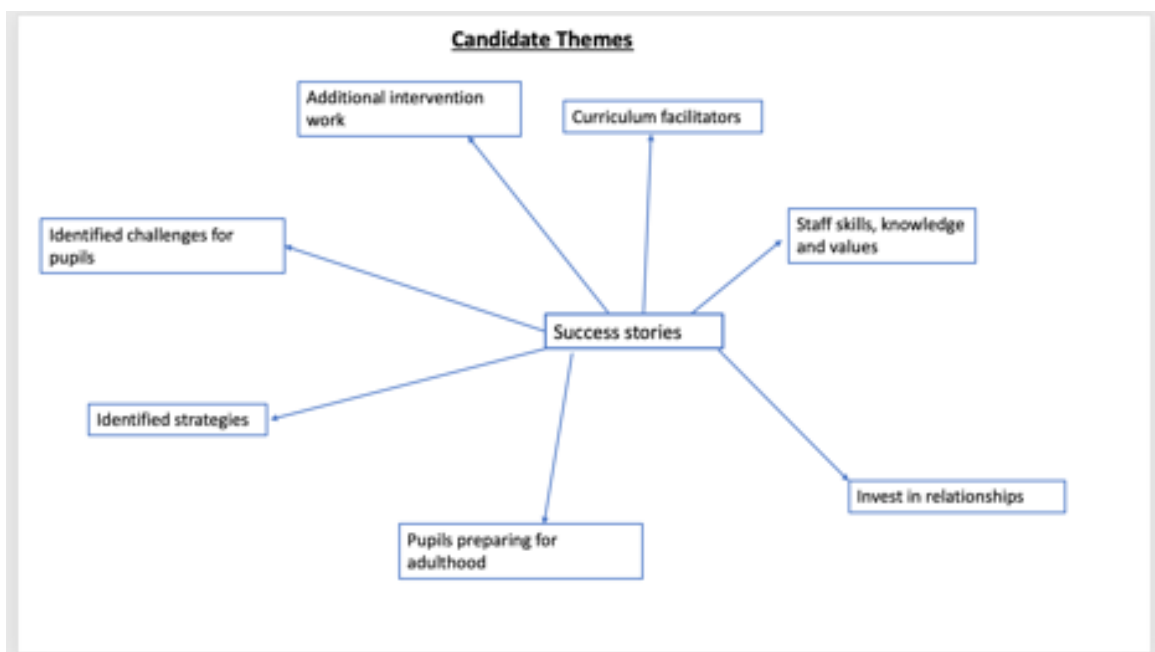 Candidate Themes
Additional intervention
work
Curriculum facilitators
Staff skills, knowledge
and values
Identified challenges for
pupils
Success stories
Identified strategies
Invest in relationships
Pupils preparing for
adulthood